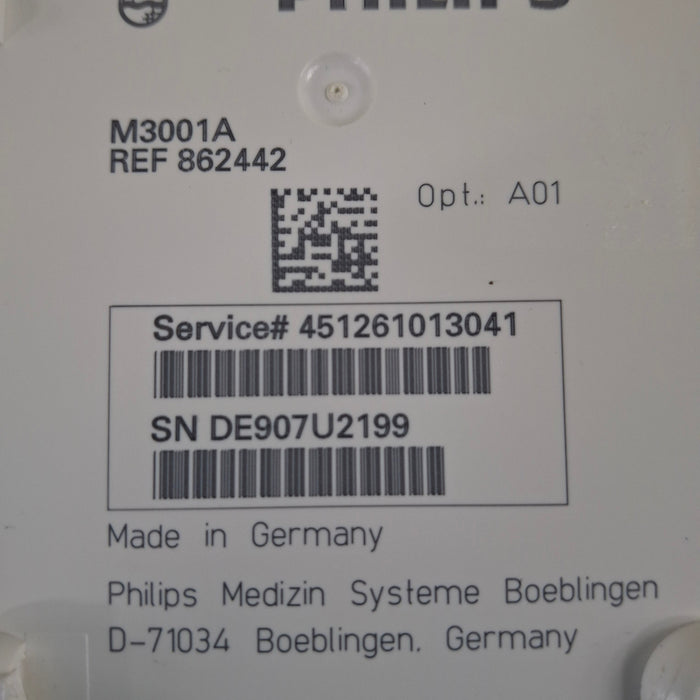 PHILIPS
M3001A
REF 862442
Opt.: A01
Service# 451261013041
SN DE907U2199
Made in Germany
Philips Medizin Systeme Boeblingen
D-71034 Boeblingen. Germany